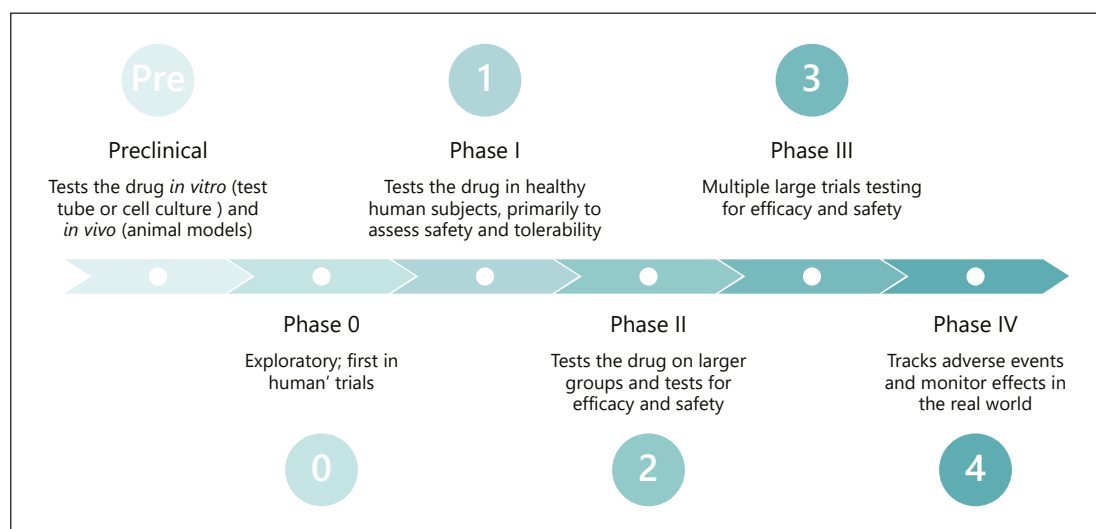 Pre
Preclinical
Tests the drug in vitro (test
tube or cell culture ) and
in vivo (animal models)
1
Phase I
Tests the drug in healthy
human subjects, primarily to
assess safety and tolerability
3
Phase III
Multiple large trials testing
for efficacy and safety
Phase 0
Exploratory; first in
human’ trials
0
Phase II
Tests the drug on larger
groups and tests for
efficacy and safety
2
Phase IV
Tracks adverse events
and monitor effects in
the real world
4